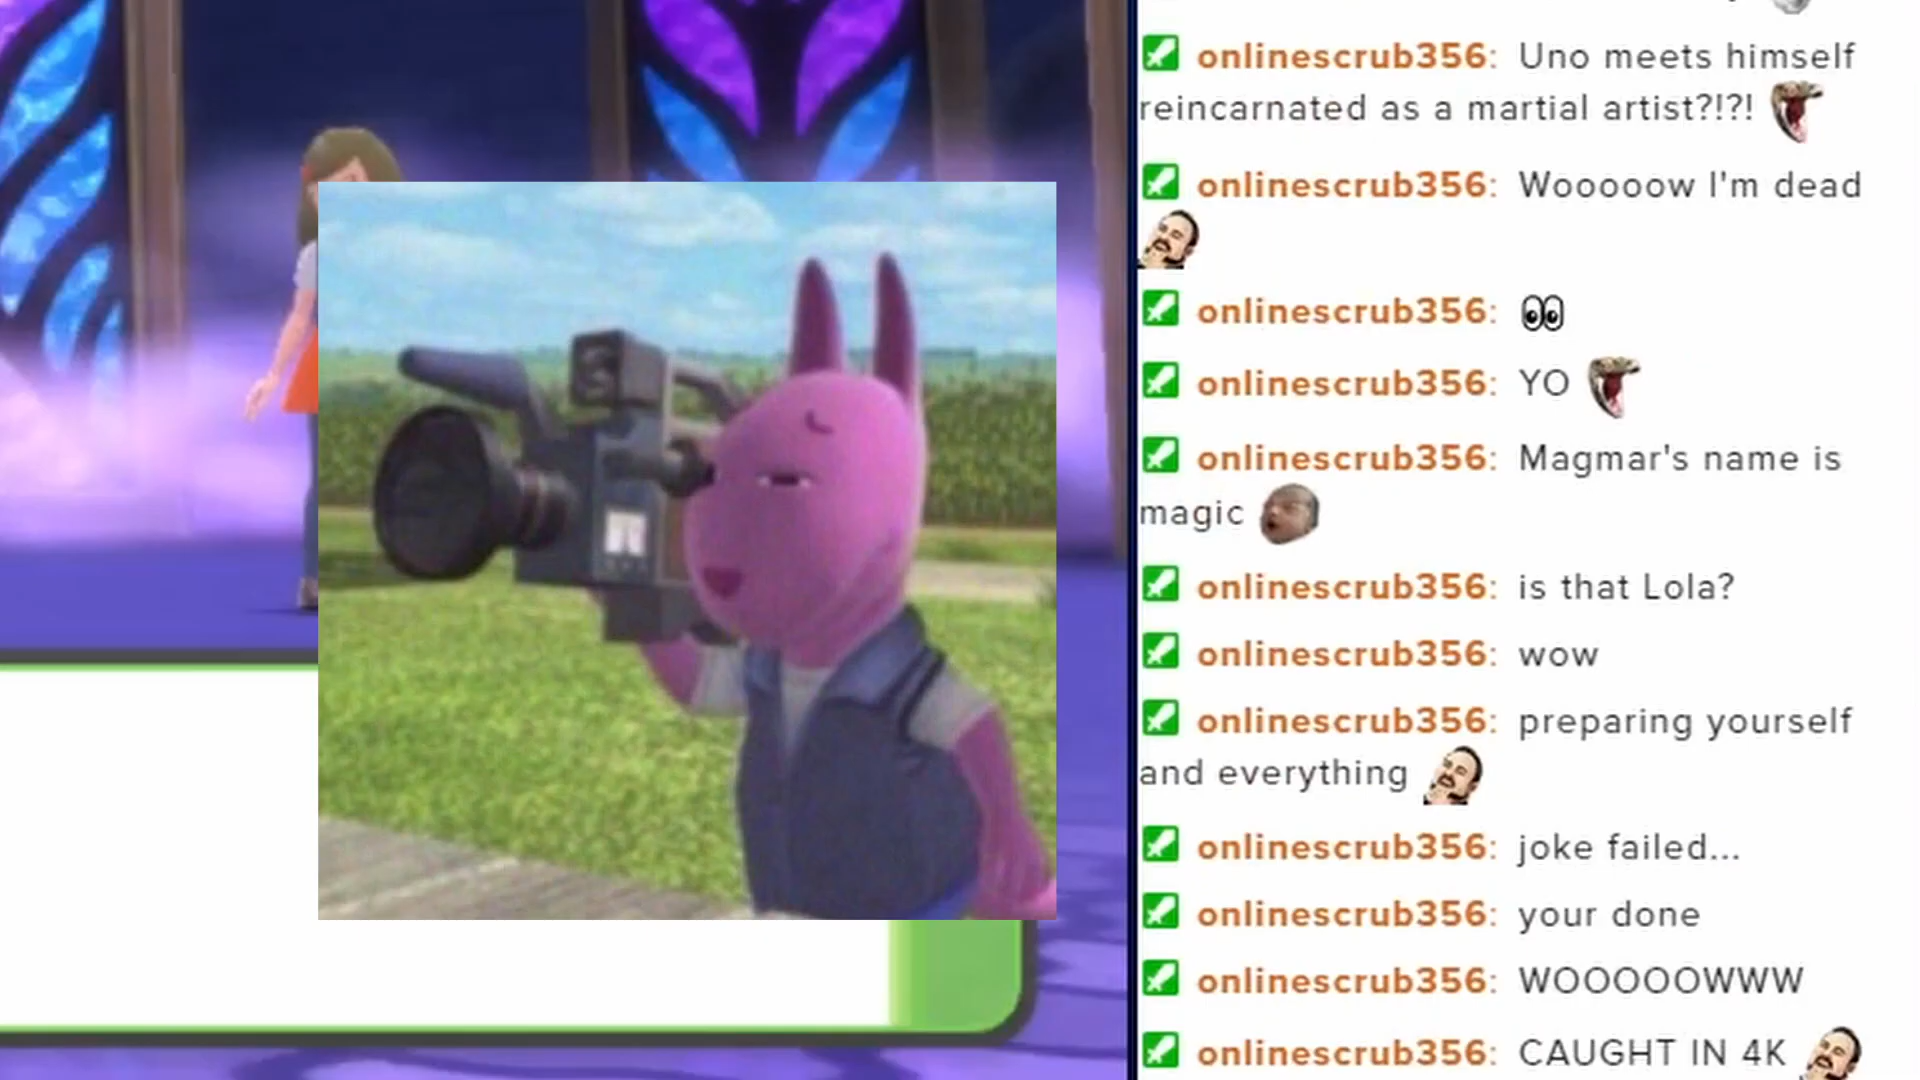 onlinescrub356: Uno meets himself
reincarnated as a martial artist?!?!
onlinescrub356: Wooooow I'm dead
onlinescrub356:
onlinescrub356: YO
onlinescrub356: Magmar's name is
magic
onlinescrub356: is that Lola?
onlinescrub356: wow
onlinescrub356: preparing yourself
and everything
onlinescrub356: joke failed...
onlinescrub356: your done
onlinescrub356: WOOOOOWWW
onlinescrub356: CAUGHT IN 4K